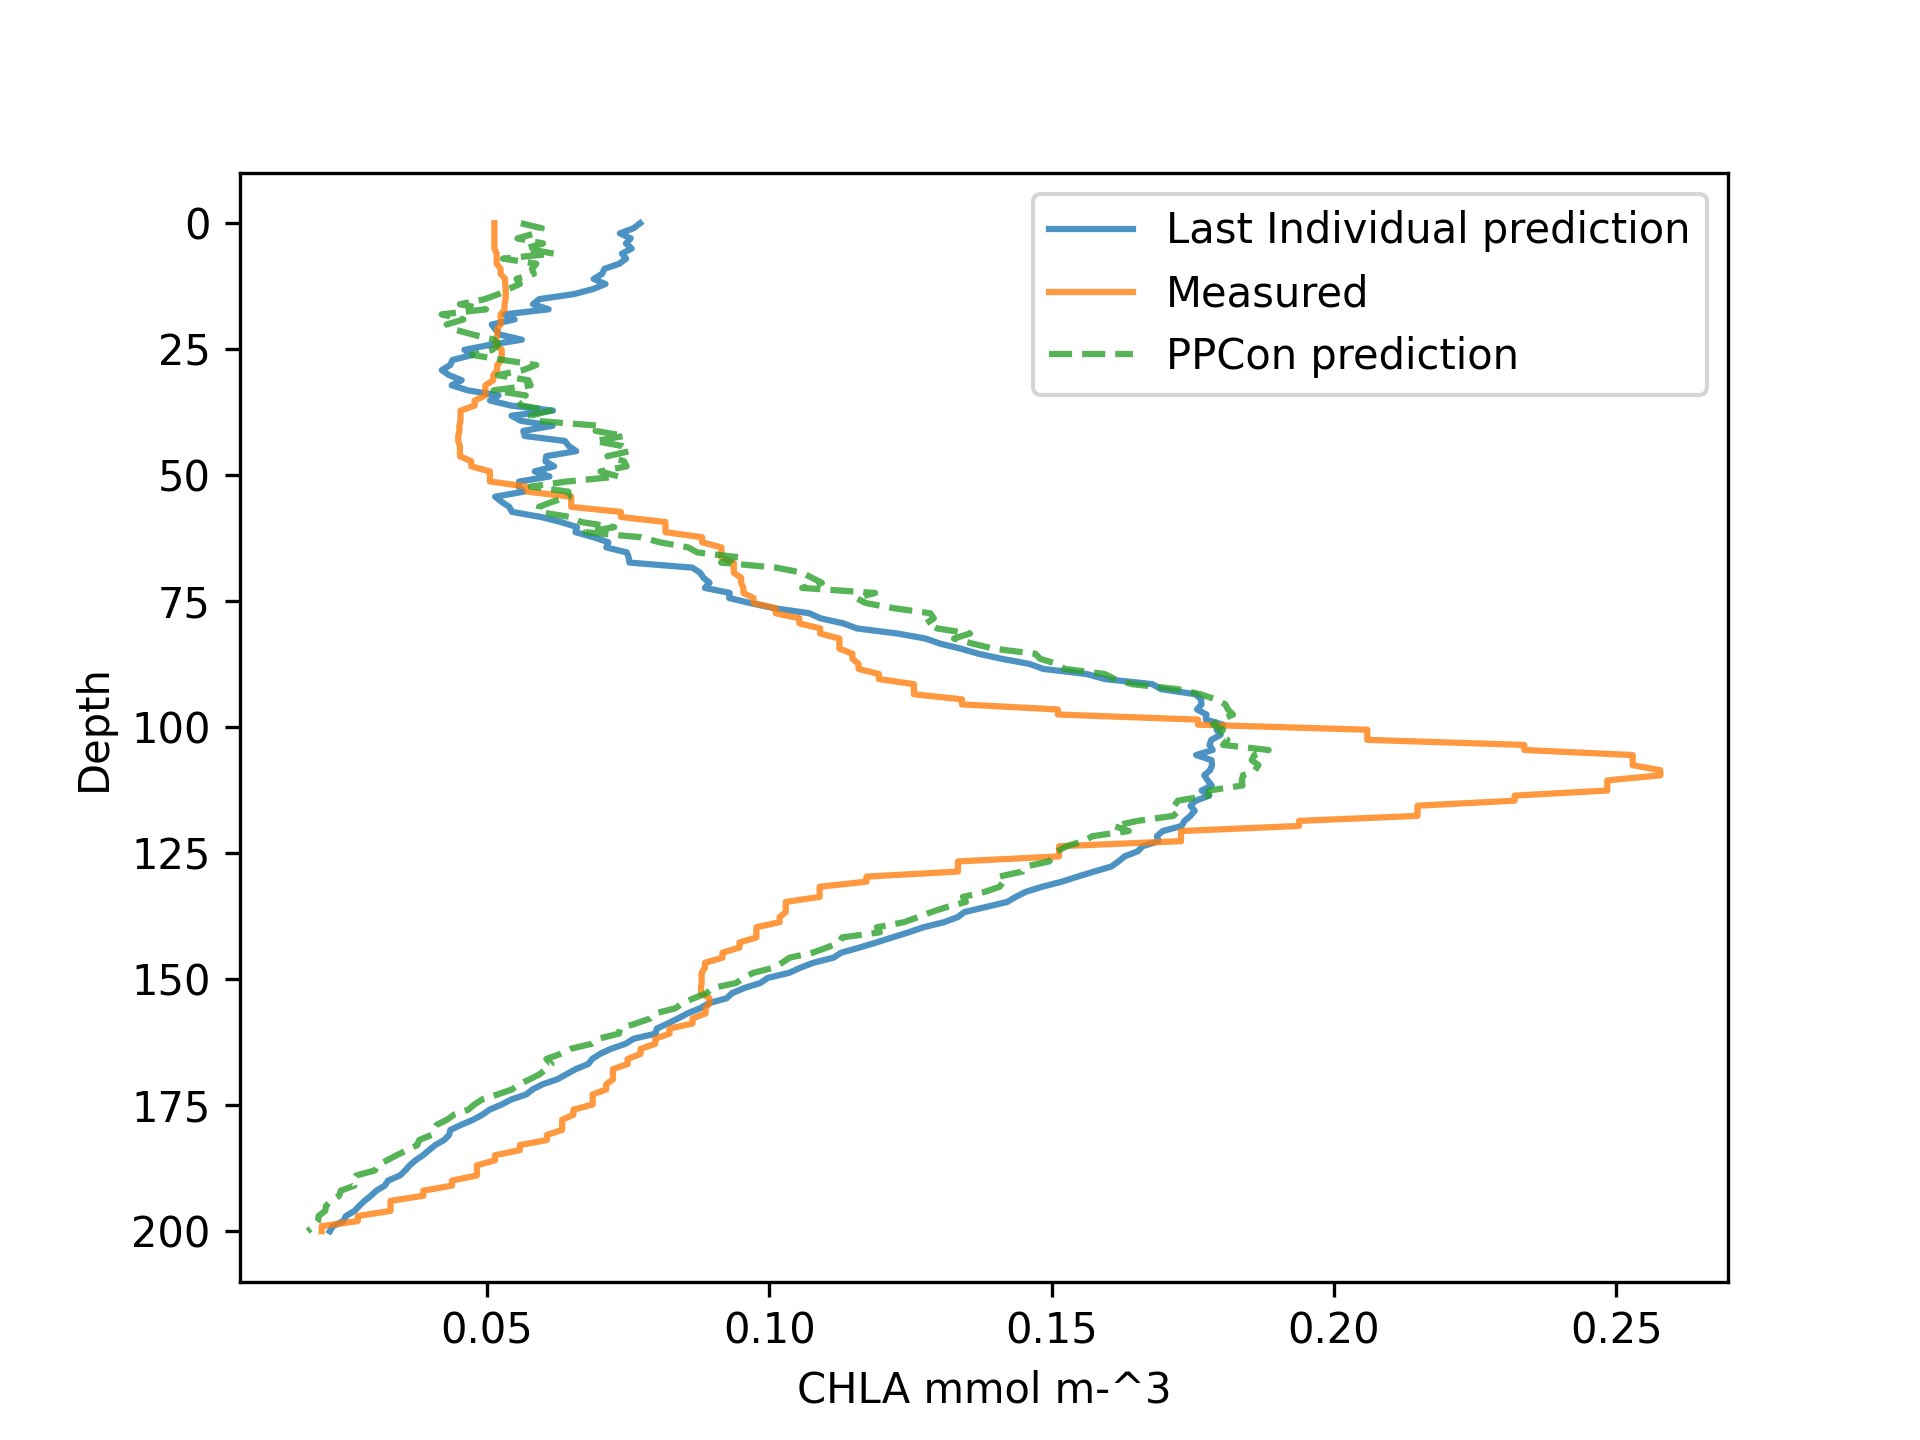 Last Individual prediction
Measured
PPCon prediction
0
25
50
75
100
125
150
175
200
Depth
0.05 0.10 0.15 0.20 0.25
CHLA mmol m-^3